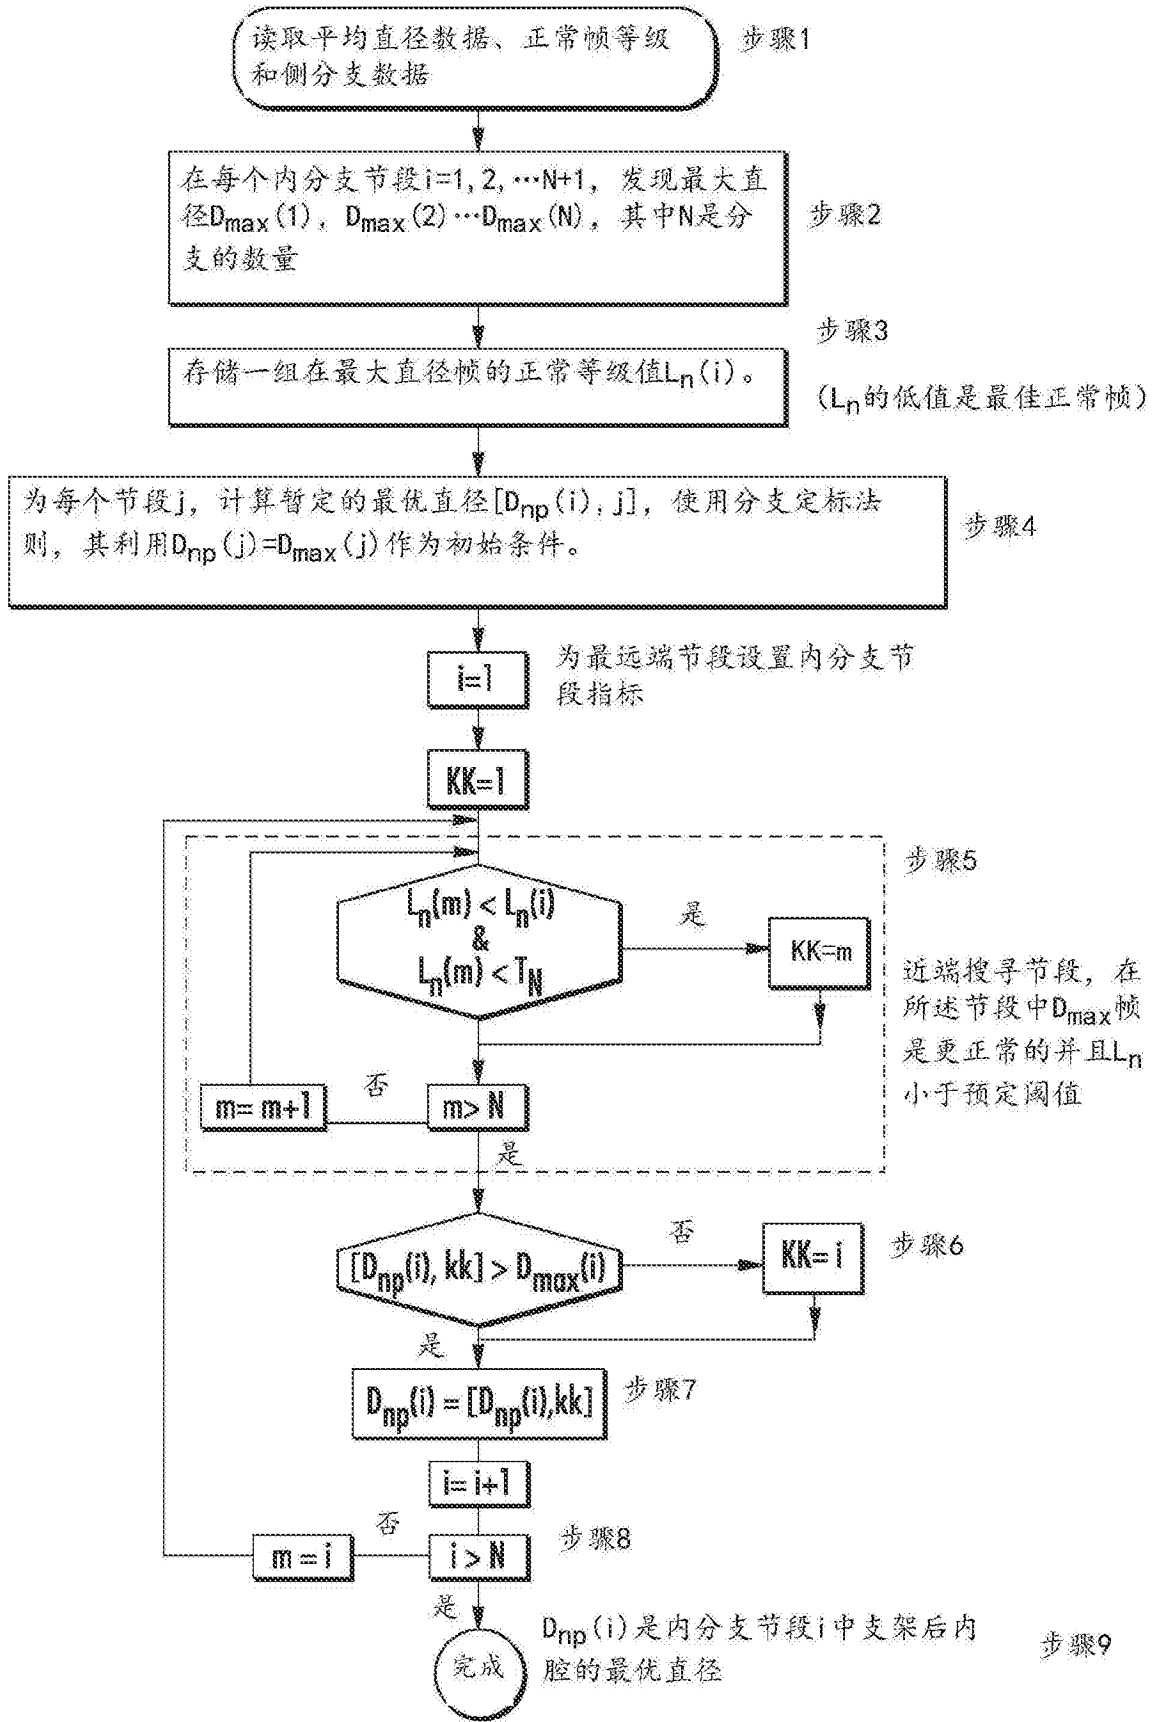 读取平均直径数据、正常帧等级
和侧分支数据
步骤1
在每个内分支节段i=1,2,…N+1，发现最大直
径Dmax(1)，Dmax(2)…Dmax(N)，其中N是分
支的数量
步骤2
步骤3
存储一组在最大直径帧的正常等级值Ln(i)。
(Ln的低值是最佳正常帧)
为每个节段j，计算暂定的最优直径[Dnp(i),j]，使用分支定标法
则，其利用Dnp(j)=Dmax(j)作为初始条件。
步骤4
i=1
为最远端节段设置内分支节
段指标
KK=1
步骤5
Ln(m) < Ln(i)
&
Ln(m) < TN
是
KK=m
近端搜寻节段，在
所述节段中Dmax帧
是更正常的并且Ln
小于预定阈值
m= m+1
否
m> N
是
[Dnp(i), kk] > Dmax(i)
否
KK= i
步骤6
是
Dnp(i) = [Dnp(i),kk]
步骤7
i= i+1
m = i
否
i > N
步骤8
是
完成
Dnp(i)是内分支节段i中支架后内
腔的最优直径
步骤9